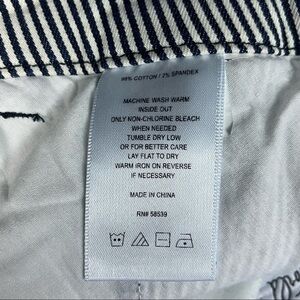 98% COTTON / 2% SPANDEX
MACHINE WASH WARM
INSIDE OUT
ONLY NON-CHLORINE BLEACH
WHEN NEEDED
TUMBLE DRY LOW
OR FOR BETTER CARE
LAY FLAT TO DRY
WARM IRON ON REVERSE
IF NECESSARY
MADE IN CHINA
RN# 58539